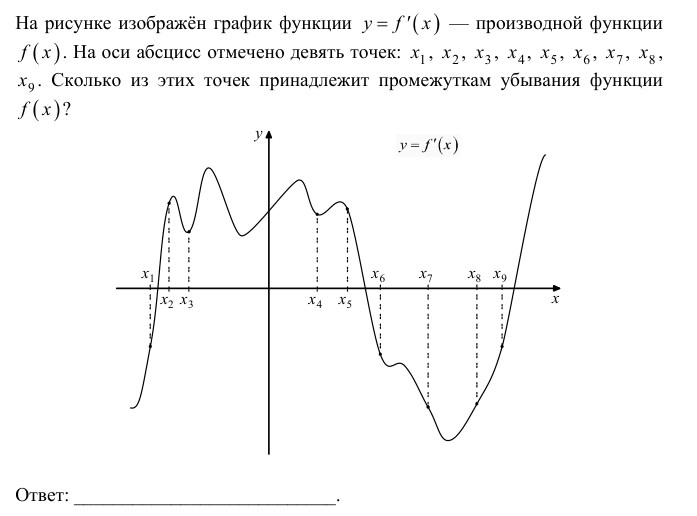 На рисунке изображён график функции y = f ′(x) — производной функции
f(x). На оси абсцисс отмечено девять точек: x₁, x₂, x₃, x₄, x₅, x₆, x₇, x₈,
x₉. Сколько из этих точек принадлежит промежуткам убывания функции
f(x)?
y
y = f ′(x)
x₁ x₆ x₇ x₈ x₉
x₂ x₃ x₄ x₅ x
Ответ: ___________________________.